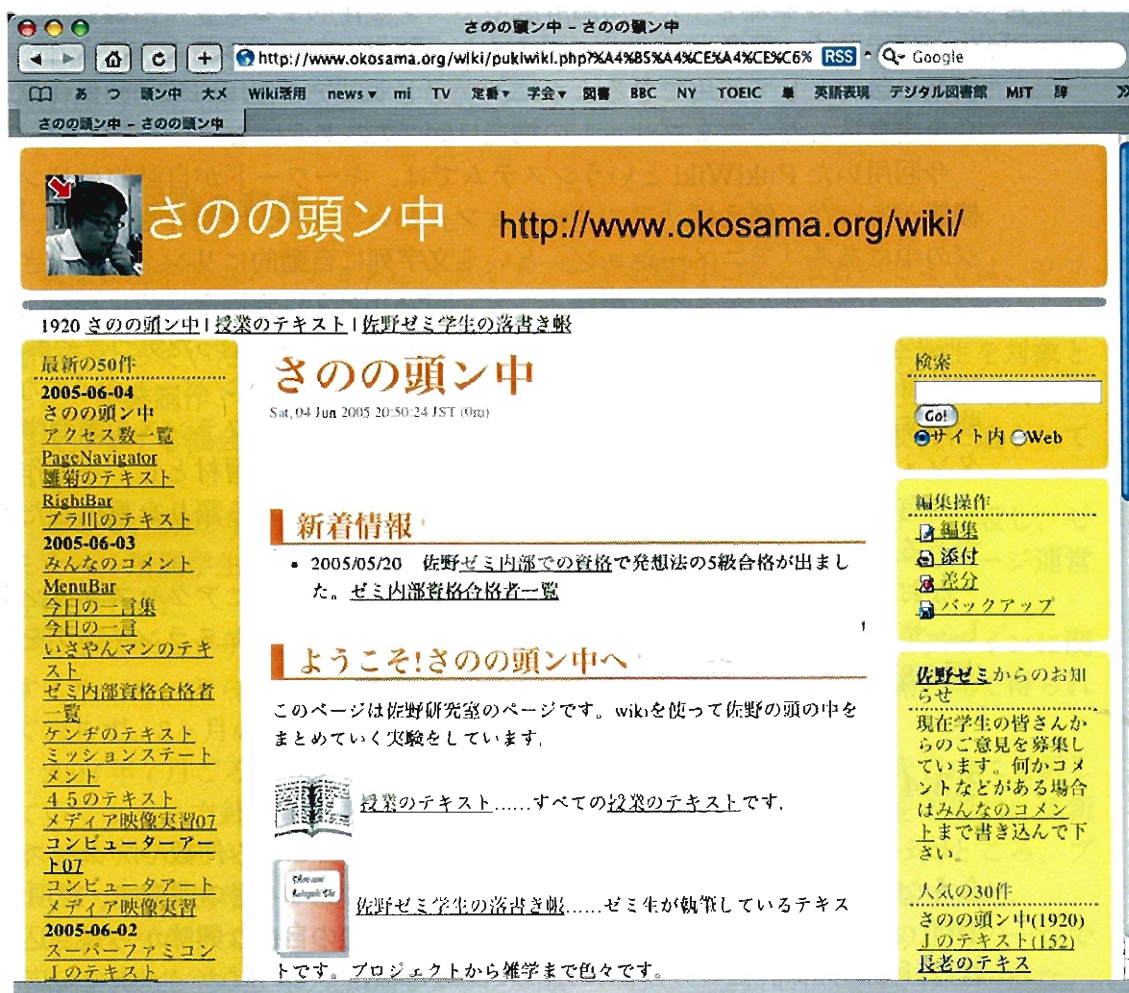 さのの頭ン中 – さのの頭ン中
http://www.okosama.org/wiki/pukiwiki.php?%A4%B5%A4%CE%A4%CE%C6% RSS Google
あ つ 頭ン中 大メ Wiki活用 news mi TV 定番 学会 図書 BBC NY TOEIC 単 英語表現 デジタル図書館 MIT 辞
さのの頭ン中 – さのの頭ン中
さのの頭ン中 http://www.okosama.org/wiki/
1920 さのの頭ン中 | 授業のテキスト | 佐野ゼミ学生の落書き帳
最新の50件
2005-06-04
さのの頭ン中
アクセス数一覧
PageNavigator
雛菊のテキスト
RightBar
プラ川のテキスト
2005-06-03
みんなのコメント
MenuBar
今日の一言集
今日の一言
いさやんマンのテキ
スト
ゼミ内部資格合格者
一覧
ケンヂのテキスト
ミッションステート
メント
45のテキスト
メディア映像実習07
コンピューターアー
ト07
コンピュータアート
メディア映像実習
2005-06-02
スーパーファミコン
Jのテキスト
さのの頭ン中
Sat, 04 Jun 2005 20:50:24 JST (0m)
新着情報
• 2005/05/20 佐野ゼミ内部での資格で発想法の5級合格が出まし
た。ゼミ内部資格合格者一覧
ようこそ!さのの頭ン中へ
このページは佐野研究室のページです。wikiを使って佐野の頭の中を
まとめていく実験をしています。
授業のテキスト……すべての授業のテキストです。
佐野ゼミ学生の落書き帳……ゼミ生が執筆しているテキス
トです。プロジェクトから雑学まで色々です。
検索
Go!
サイト内 Web
編集操作
編集
添付
差分
バックアップ
佐野ゼミからのお知
らせ
現在学生の皆さんか
らのご意見を募集し
ています。何かコメ
ントなどがある場合
はみんなのコメン
トまで書き込んで下
さい。
人気の30件
さのの頭ン中(1920)
Jのテキスト(152)
長老のテキス